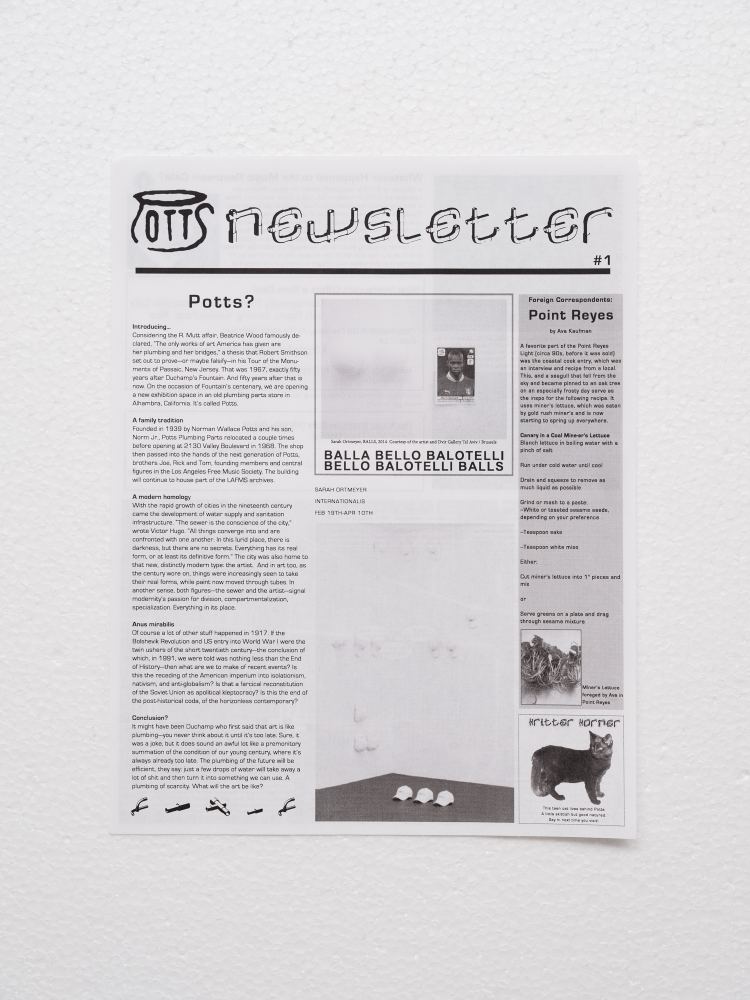 POTTS newsletter
#1
Potts?
Introducing...
Considering the R. Mutt affair, Beatrice Wood famously de-
clared, "The only works of art America has given are
her plumbing and her bridges," a thesis that Robert Smithson
set out to prove—or maybe falsify—in his Tour of the Monu-
ments of Passaic, New Jersey. That was 1967, exactly fifty
years after Duchamp's Fountain. And fifty years after that is
now. On the occasion of Fountain's centenary, we are opening
a new exhibition space in an old plumbing parts store in
Alhambra, California. It's called Potts.
A family tradition
Founded in 1939 by Norman Wallace Potts and his son,
Norm Jr., Potts Plumbing Parts relocated a couple times
before opening at 2130 Valley Boulevard in 1968. The shop
then passed into the hands of the next generation of Potts,
brothers Joe, Rick and Tom, founding members and central
figures in the Los Angeles Free Music Society. The building
will continue to house part of the LAFMS archives.
A modern homology
With the rapid growth of cities in the nineteenth century
came the development of water supply and sanitation
infrastructure. "The sewer is the conscience of the city,"
wrote Victor Hugo. "All things converge into and are
confronted with one another. In this lurid place, there is
darkness, but there are no secrets. Everything has its real
form, or at least its definitive form." The city was also home to
that new, distinctly modern type: the artist. And in art too, as
the century wore on, things were increasingly seen to take
their real forms, while paint now moved through tubes. In
another sense, both figures—the sewer and the artist—signal
modernity's passion for division, compartmentalization,
specialization. Everything in its place.
Anus mirabilis
Of course a lot of other stuff happened in 1917. If the
Bolshevik Revolution and US entry into World War I were the
twin ushers of the short twentieth century—the conclusion of
which, in 1991, we were told was nothing less than the End
of History—then what are we to make of recent events? Is
this the receding of the American imperium into isolationism,
nativism, and anti-globalism? Is that a farcical reconstitution
of the Soviet Union as apolitical kleptocracy? Is this the end of
the post-historical code, of the horizonless contemporary?
Conclusion?
It might have been Duchamp who first said that art is like
plumbing—you never think about it until it's too late. Sure, it
was a joke, but it does sound an awful lot like a premonitory
summation of the condition of our young century, where it's
always already too late. The plumbing of the future will be
efficient, they say: just a few drops of water will take away a
lot of shit and then turn it into something we can use. A
plumbing of scarcity. What will the art be like?
Sarah Ortmeyer, BALLS, 2014 Courtesy of the artist and Dvir Gallery Tel Aviv / Brussels
BALLA BELLO BALOTELLI
BELLO BALOTELLI BALLS
SARAH ORTMEYER
INTERNATIONALIS
FEB 19TH-APR 10TH
Foreign Correspondents:
Point Reyes
by Ava Kaufman
A favorite part of the Point Reyes
Light (circa 90s, before it was sold)
was the coastal cook entry, which was
an interview and recipe from a local.
This, and a seagull that fell from the
sky and became pinned to an oak tree
on an especially frosty day serve as
the inspo for the following recipe. It
uses miner's lettuce, which was eaten
by gold rush miners and is now
starting to spring up everywhere.
Canary in a Coal Mine-er's Lettuce
Blanch lettuce in boiling water with a
pinch of salt
Run under cold water until cool
Drain and squeeze to remove as
much liquid as possible
Grind or mash to a paste:
~White or toasted sesame seeds,
depending on your preference
~Teaspoon sake
~Teaspoon white miso
Either:
Cut miner's lettuce into 1" pieces and
mix
or
Serve greens on a plate and drag
through sesame mixture
Miner's Lettuce
foraged by Ava in
Point Reyes
Kritter Korner
This teen cat lives behind Potts
A little skittish but good natured
Say hi next time you visit!